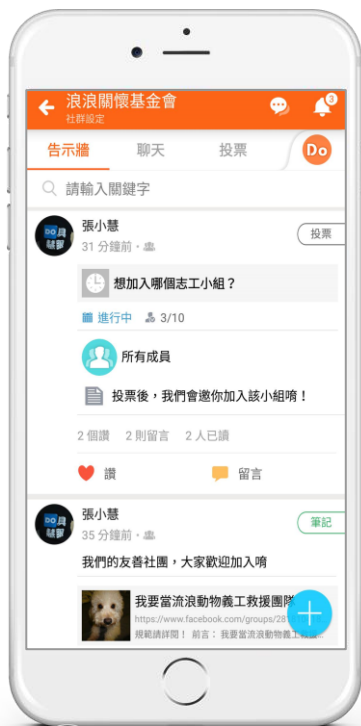 浪浪關懷基金會
社群設定
3
告示牆
聊天
投票
Do
請輸入關鍵字
張小慧
投票
31 分鐘前
想加入哪個志工小組？
進行中
3/10
所有成員
投票後，我們會邀你加入該小組唷！
2 個讚 2 則留言 2 人已讀
讚
留言
張小慧
筆記
35 分鐘前
我們的友善社團，大家歡迎加入唷
我要當流浪動物義工救援團隊
https://www.facebook.com/groups/281
規範請詳閱！ 前言： 我要當流浪動物義工